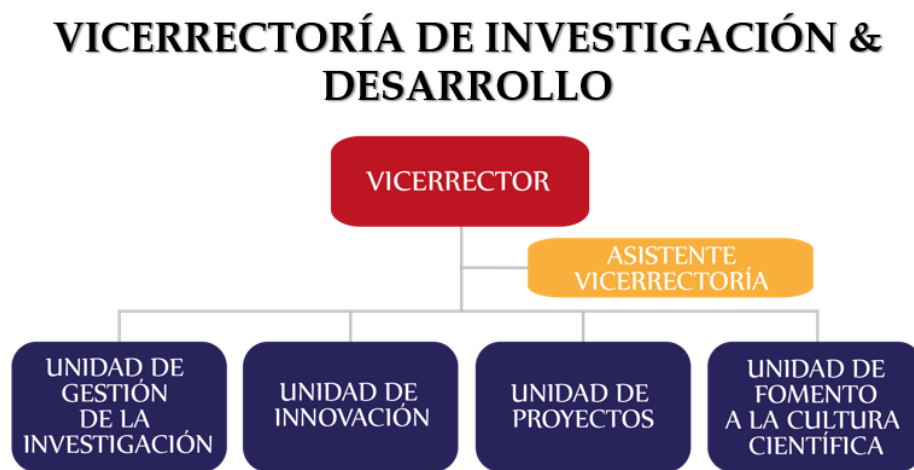 VICERRECTORÍA DE INVESTIGACIÓN &
DESARROLLO
VICERRECTOR
ASISTENTE
VICERRECTORÍA
UNIDAD DE
GESTIÓN
DE LA
INVESTIGACIÓN
UNIDAD DE
INNOVACIÓN
UNIDAD DE
PROYECTOS
UNIDAD DE
FOMENTO
A LA CULTURA
CIENTÍFICA